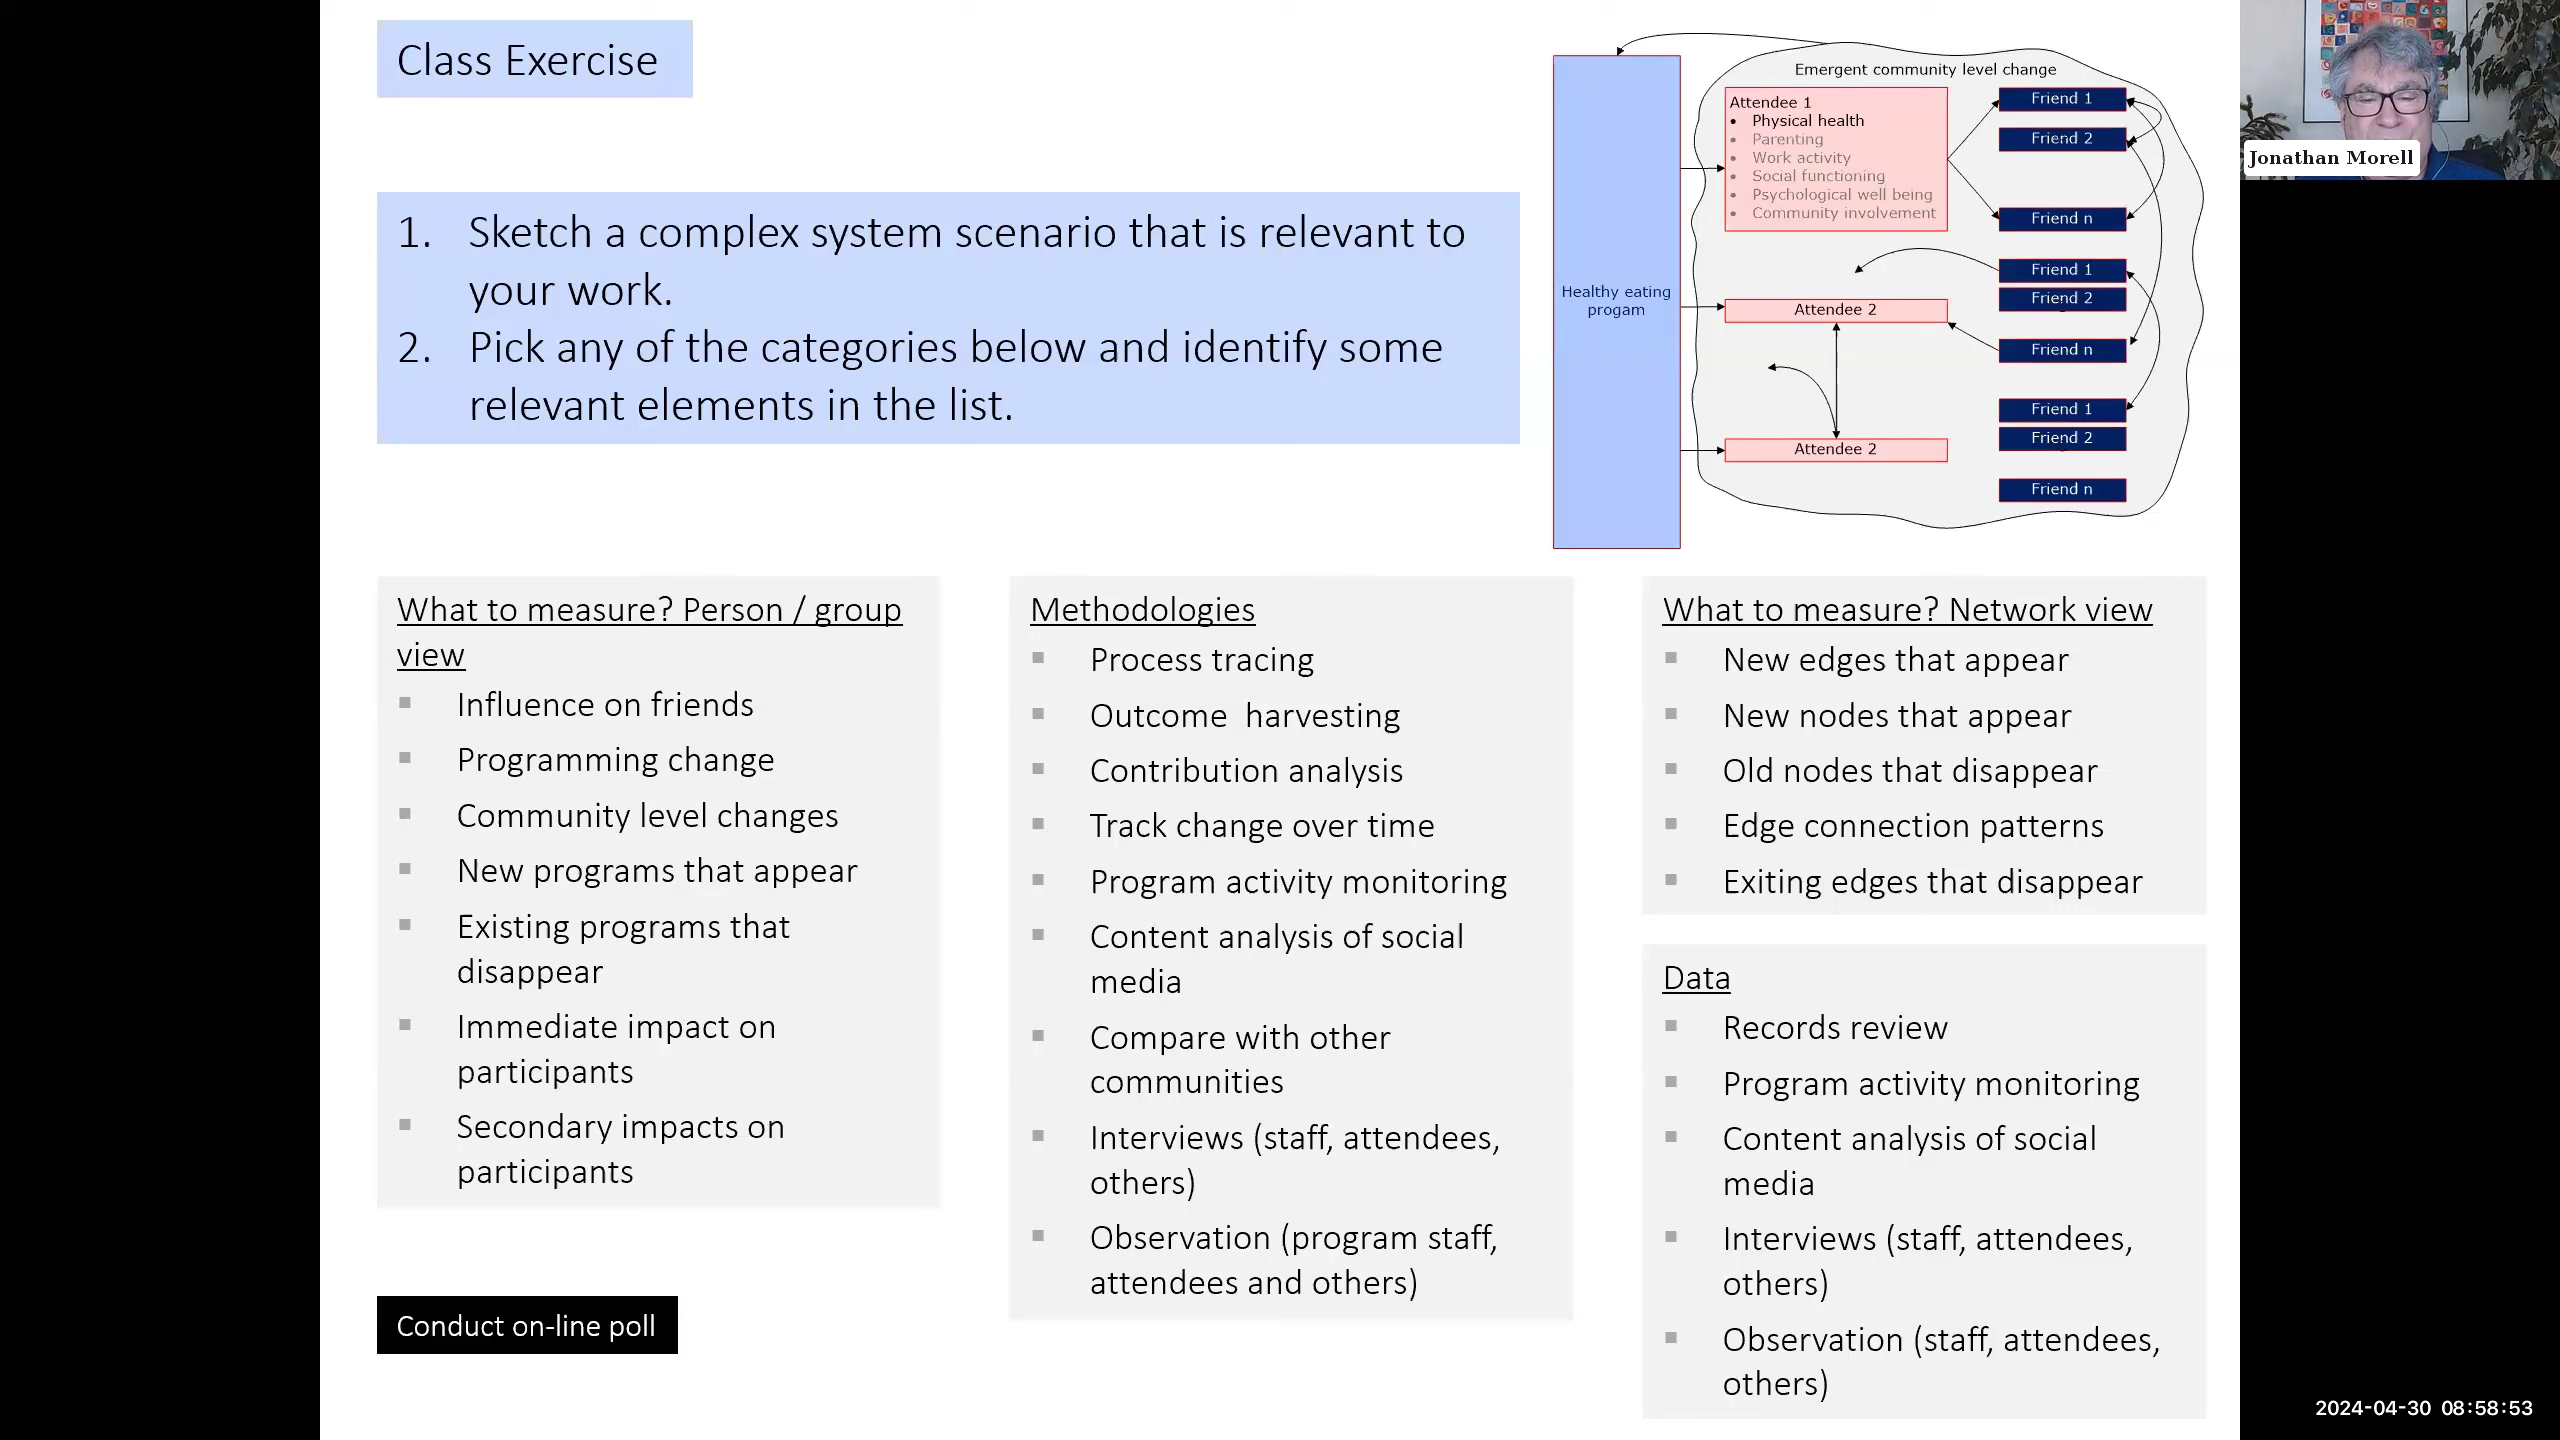 Class Exercise
1. Sketch a complex system scenario that is relevant to
your work.
2. Pick any of the categories below and identify some
relevant elements in the list.
Healthy eating
progam
Emergent community level change
Attendee 1
• Physical health
• Parenting
• Work activity
• Social functioning
• Psychological well being
• Community involvement
Friend 1
Friend 2
Friend n
Friend 1
Friend 2
Friend n
Attendee 2
Friend 1
Friend 2
Friend n
Attendee 2
Jonathan Morell
What to measure? Person / group
view
▪ Influence on friends
▪ Programming change
▪ Community level changes
▪ New programs that appear
▪ Existing programs that
disappear
▪ Immediate impact on
participants
▪ Secondary impacts on
participants
Conduct on-line poll
Methodologies
▪ Process tracing
▪ Outcome  harvesting
▪ Contribution analysis
▪ Track change over time
▪ Program activity monitoring
▪ Content analysis of social
media
▪ Compare with other
communities
▪ Interviews (staff, attendees,
others)
▪ Observation (program staff,
attendees and others)
What to measure? Network view
▪ New edges that appear
▪ New nodes that appear
▪ Old nodes that disappear
▪ Edge connection patterns
▪ Exiting edges that disappear
Data
▪ Records review
▪ Program activity monitoring
▪ Content analysis of social
media
▪ Interviews (staff, attendees,
others)
▪ Observation (staff, attendees,
others)
2024-04-30 08:58:53